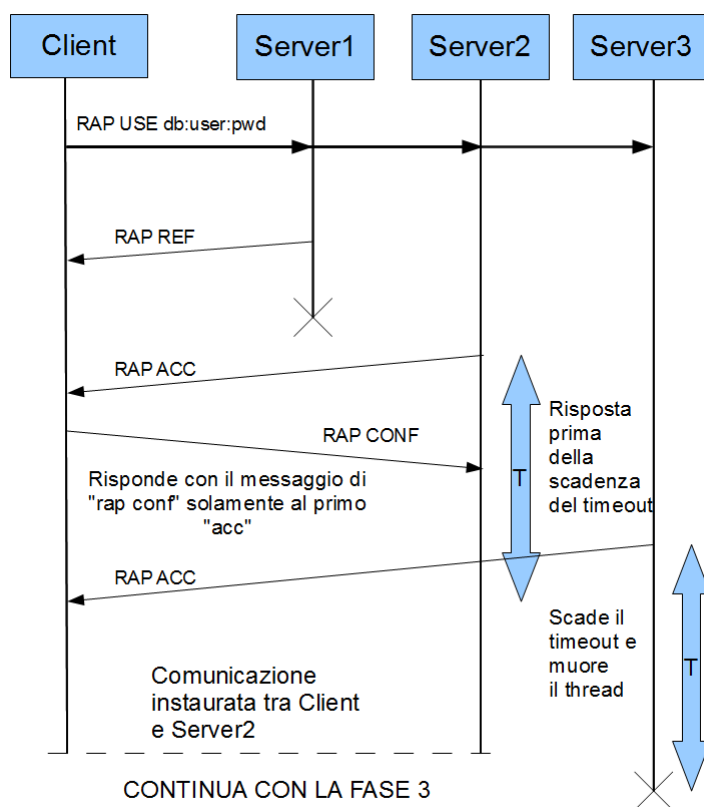 Client
Server1
Server2
Server3
RAP USE db:user:pwd
RAP REF
RAP ACC
RAP CONF
Risposta
prima
della
scadenza
del timeout
T
Risponde con il messaggio di
"rap conf" solamente al primo
"acc"
RAP ACC
Scade il
timeout e
muore
il thread
T
Comunicazione
instaurata tra Client
e Server2
CONTINUA CON LA FASE 3